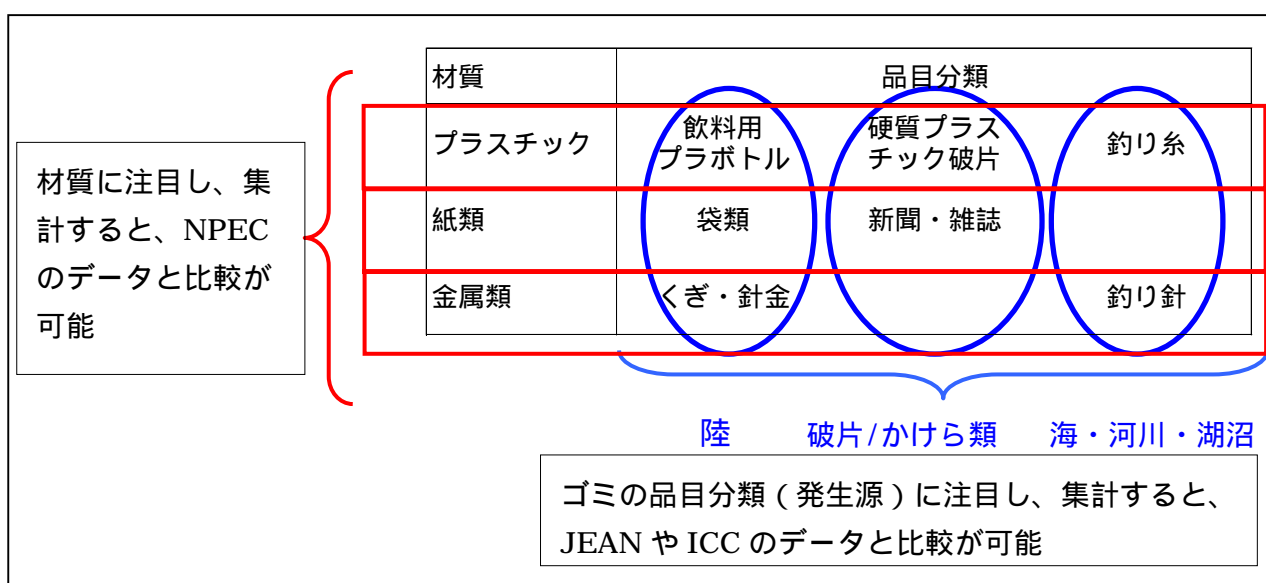 材質 品目分類
プラスチック 飲料用 プラボトル 硬質プラス チック破片 釣り糸
紙類 袋類 新聞・雑誌
金属類 くぎ・針金 釣り針
材質に注目し、集
計すると、NPEC
のデータと比較が
可能
陸 破片/かけら類 海・河川・湖沼
ゴミの品目分類(発生源)に注目し、集計すると、
JEAN や ICC のデータと比較が可能